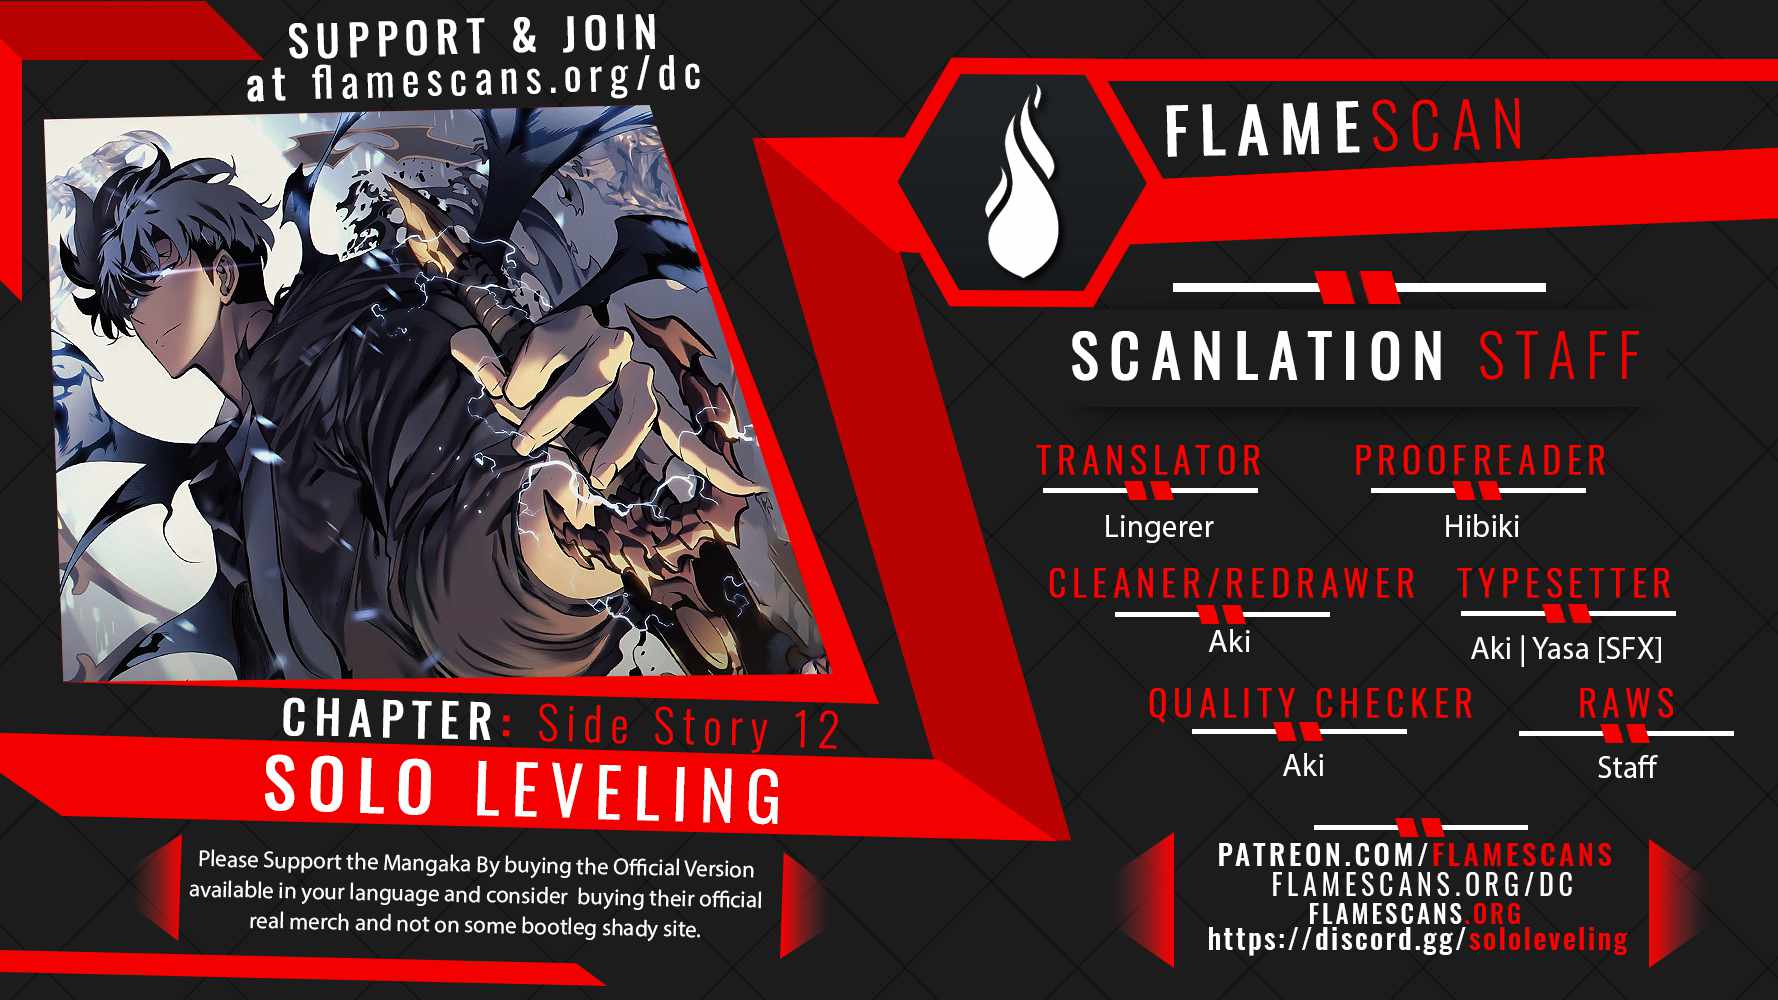 SUPPORT & JOIN
at flamescans.org/dc
CHAPTER: Side Story 12
SOLO LEVELING
Please Support the Mangaka By buying the Official Version
available in your language and consider buying their official
real merch and not on some bootleg shady site.
FLAMESCAN
SCANLATION STAFF
TRANSLATOR
Lingerer
PROOFREADER
Hibiki
CLEANER/REDRAWER
Aki
TYPESETTER
Aki | Yasa [SFX]
QUALITY CHECKER
Aki
RAWS
Staff
PATREON.COM/FLAMESCANS
FLAMESCANS.ORG/DC
FLAMESCANS.ORG
https://discord.gg/sololeveling